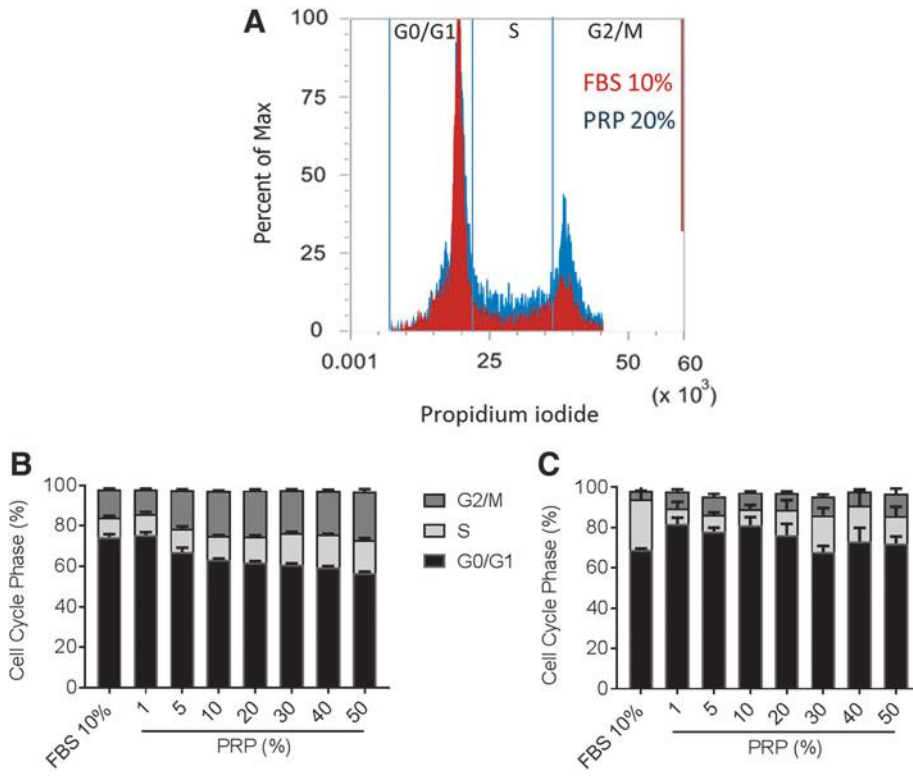 A
G0/G1 S G2/M
FBS 10%
PRP 20%
Percent of Max
100
75
50
25
0
0.001 25 50 60
(x 10³)
Propidium iodide
B
Cell Cycle Phase (%)
100
80
60
40
20
0
FBS 10% 1 5 10 20 30 40 50
PRP (%)
G2/M
S
G0/G1
C
Cell Cycle Phase (%)
100
80
60
40
20
0
FBS 10% 1 5 10 20 30 40 50
PRP (%)